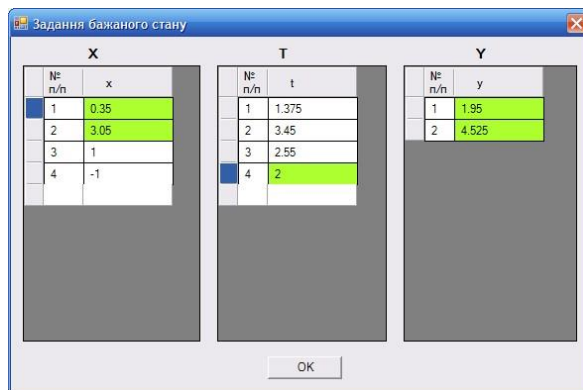 Задання бажаного стану
X
№ п/п x
1 0.35
2 3.05
3 1
4 -1
T
№ п/п t
1 1.375
2 3.45
3 2.55
4 2
Y
№ п/п y
1 1.95
2 4.525
OK